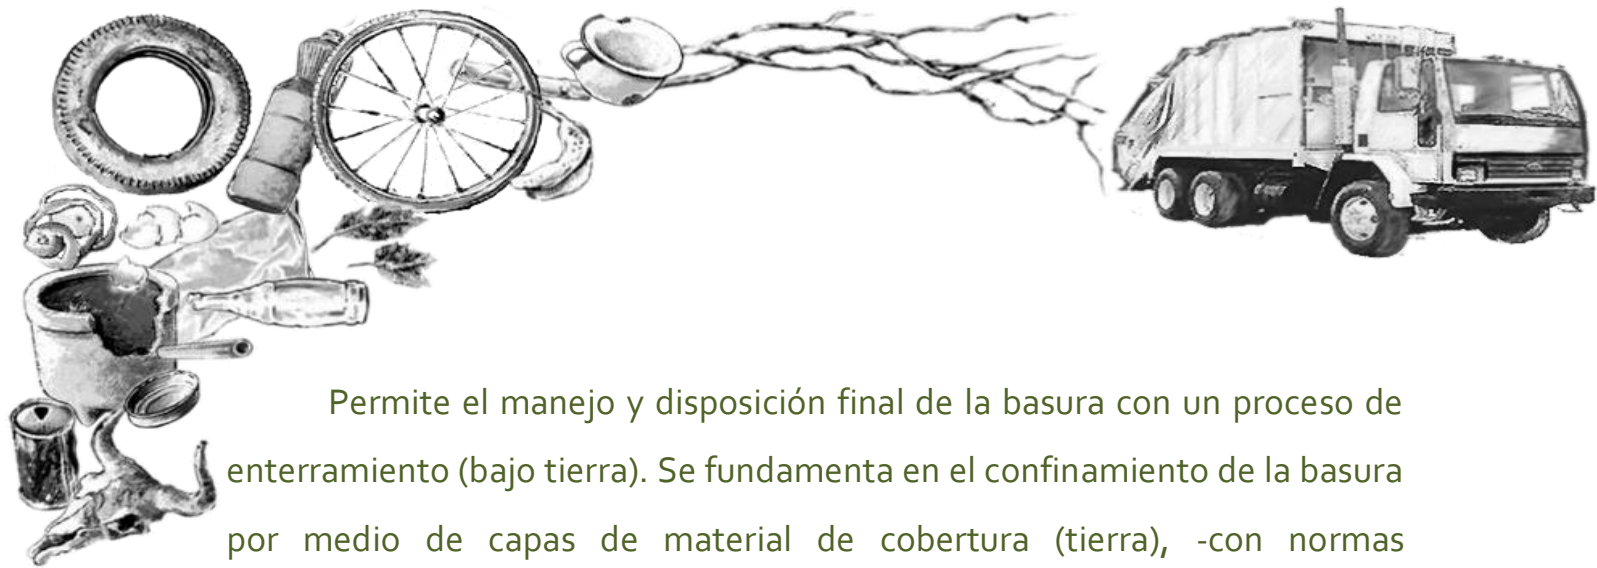 Permite el manejo y disposición final de la basura con un proceso de
enterramiento (bajo tierra). Se fundamenta en el confinamiento de la basura
por medio de capas de material de cobertura (tierra), -con normas